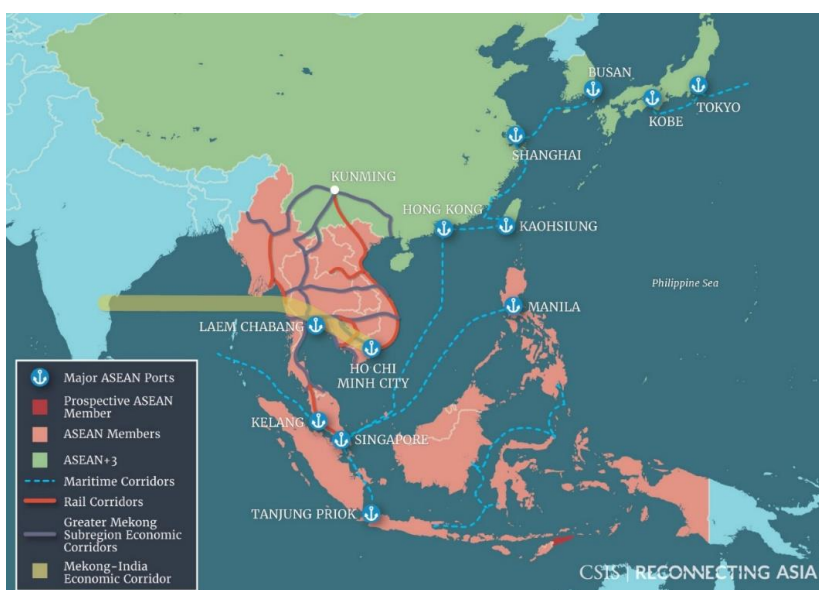 BUSAN
KOBE
TOKYO
SHANGHAI
KUNMING
HONG KONG
KAOHSIUNG
Philippine Sea
MANILA
LAEM CHABANG
HO CHI
MINH CITY
KELANG
SINGAPORE
TANJUNG PRIOK
Major ASEAN Ports
Prospective ASEAN
Member
ASEAN Members
ASEAN+3
Maritime Corridors
Rail Corridors
Greater Mekong
Subregion Economic
Corridors
Mekong-India
Economic Corridor
CSIS | RECONNECTING ASIA